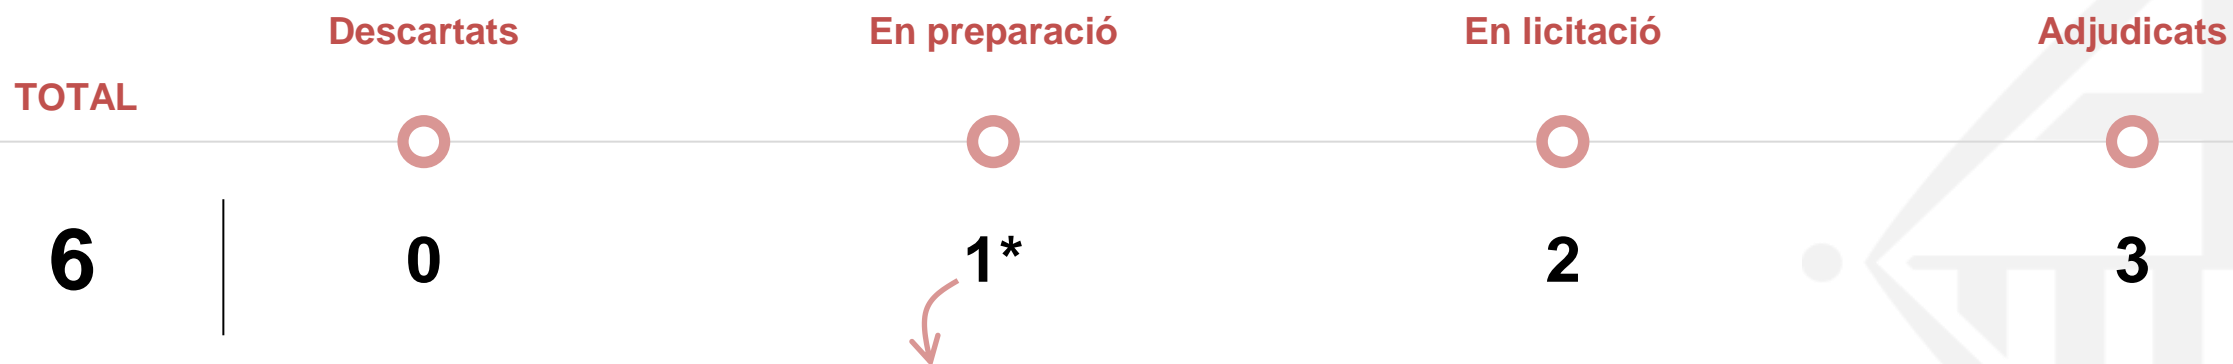 Descartats En preparació En licitació Adjudicats
TOTAL
6 0 1* 2 3